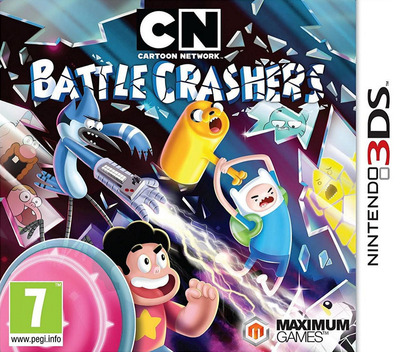 CN
CARTOON NETWORK
BATTLE CRASHERS
NINTENDO 3DS
7
www.pegi.info
MAXIMUM
GAMES